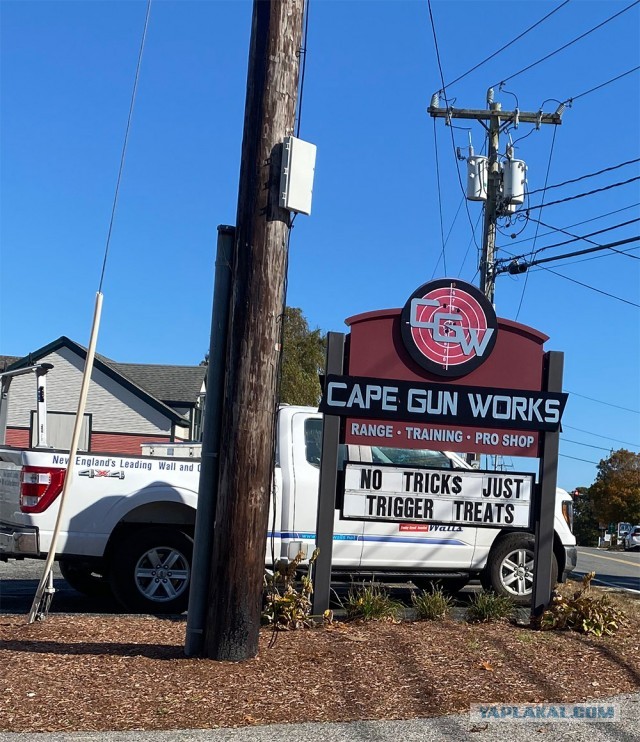 CGW
CAPE GUN WORKS
RANGE • TRAINING • PRO SHOP
NO TRICK$ JUST
TRIGGER TREATS
New England's Leading Wall and C
YAPLAKAL.COM